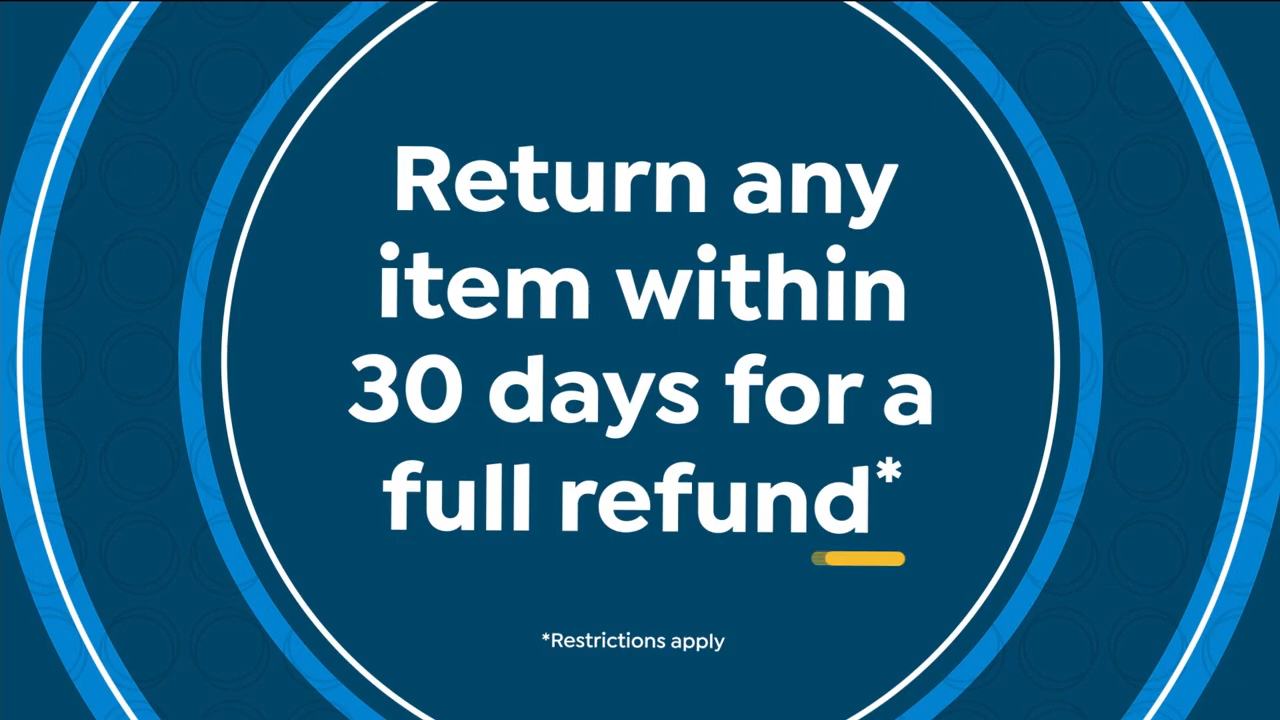 Return any
item within
30 days for a
full refund*
*Restrictions apply